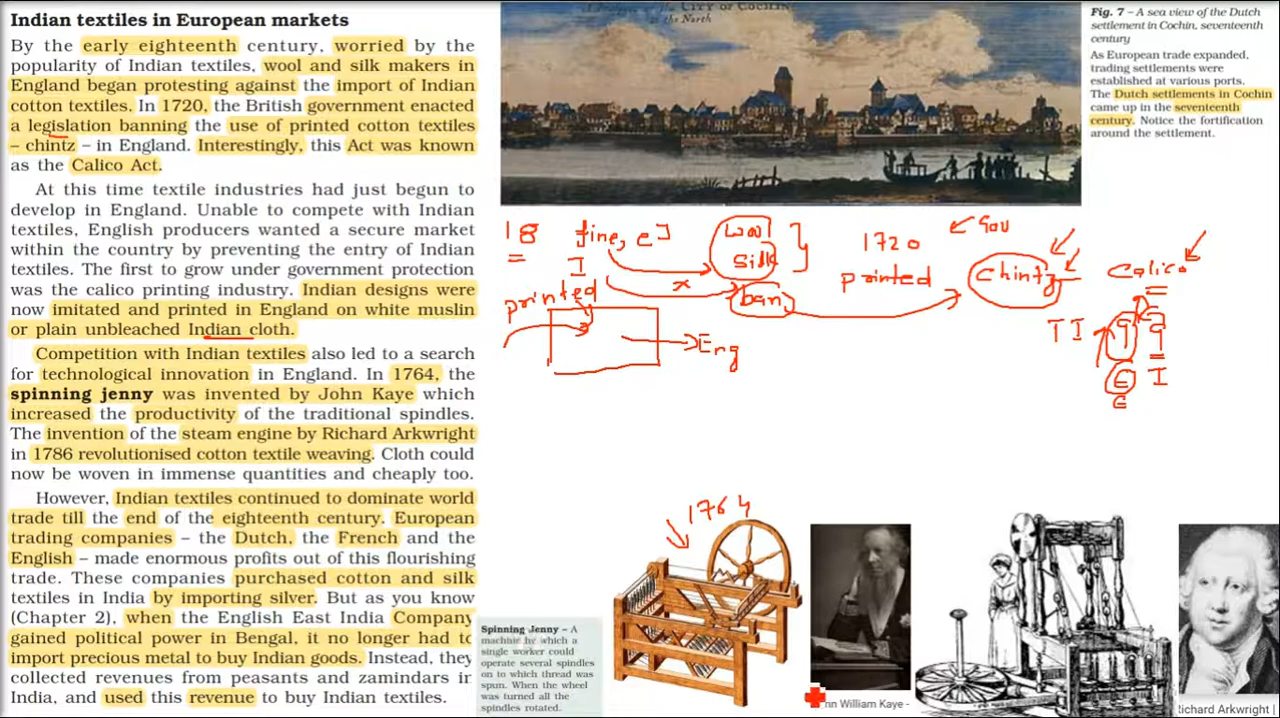 Indian textiles in European markets
By the early eighteenth century, worried by the
popularity of Indian textiles, wool and silk makers in
England began protesting against the import of Indian
cotton textiles. In 1720, the British government enacted
a legislation banning the use of printed cotton textiles
– chintz – in England. Interestingly, this Act was known
as the Calico Act.
At this time textile industries had just begun to
develop in England. Unable to compete with Indian
textiles, English producers wanted a secure market
within the country by preventing the entry of Indian
textiles. The first to grow under government protection
was the calico printing industry. Indian designs were
now imitated and printed in England on white muslin
or plain unbleached Indian cloth.
Competition with Indian textiles also led to a search
for technological innovation in England. In 1764, the
spinning jenny was invented by John Kaye which
increased the productivity of the traditional spindles.
The invention of the steam engine by Richard Arkwright
in 1786 revolutionised cotton textile weaving. Cloth could
now be woven in immense quantities and cheaply too.
However, Indian textiles continued to dominate world
trade till the end of the eighteenth century. European
trading companies – the Dutch, the French and the
English – made enormous profits out of this flourishing
trade. These companies purchased cotton and silk
textiles in India by importing silver. But as you know
(Chapter 2), when the English East India Company
gained political power in Bengal, it no longer had to
import precious metal to buy Indian goods. Instead, they
collected revenues from peasants and zamindars in
India, and used this revenue to buy Indian textiles.
CITY OF COCHIN
to the North
Fig. 7 – A sea view of the Dutch
settlement in Cochin, seventeenth
century
As European trade expanded,
trading settlements were
established at various ports.
The Dutch settlements in Cochin
came up in the seventeenth
century. Notice the fortification
around the settlement.
18 fine, e] wool 1720 gou
I silk printed chintz Calico
printed x ban
Eng
T I q q
E I
E
1764
Spinning Jenny – A
machine by which a
single worker could
operate several spindles
on to which thread was
spun. When the wheel
was turned all the
spindles rotated.
nn William Kaye -
Richard Arkwright |